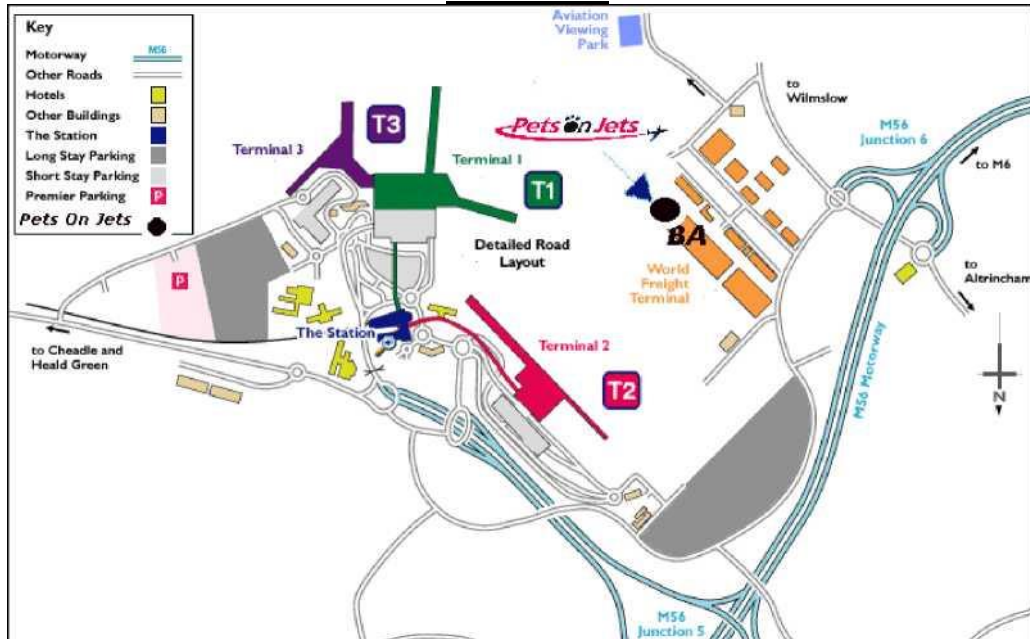 Key
Motorway
M56
Other Roads
Hotels
Other Buildings
The Station
Long Stay Parking
Short Stay Parking
Premier Parking
P
Pets On Jets
Aviation
Viewing
Park
to
Wilmslow
M56
Junction 6
to M6
T3
Terminal 3
Terminal 1
Pets On Jets
T1
Detailed Road
Layout
BA
World
Freight
Terminal
to
Altrincham
P
The Station
Terminal 2
to Cheadle and
Heald Green
T2
M56 Motorway
N
M56
Junction 5